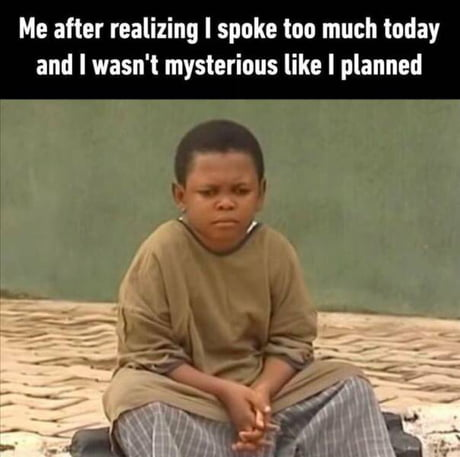 Me after realizing I spoke too much today
and I wasn't mysterious like I planned